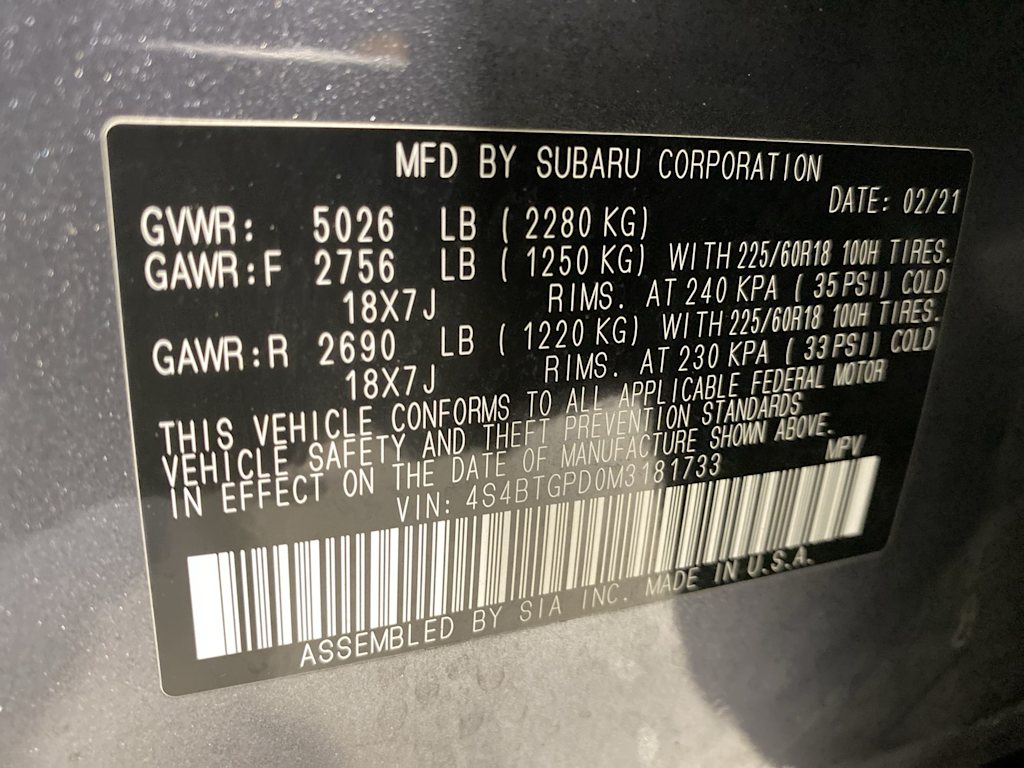 MFD BY SUBARU CORPORATION
DATE: 02/21
GVWR: 5026 LB ( 2280 KG)
GAWR:F 2756 LB ( 1250 KG) WITH 225/60R18 100H TIRES.
18X7J RIMS. AT 240 KPA ( 35 PSI) COLD
GAWR:R 2690 LB ( 1220 KG) WITH 225/60R18 100H TIRES.
18X7J RIMS. AT 230 KPA ( 33 PSI) COLD
THIS VEHICLE CONFORMS TO ALL APPLICABLE FEDERAL MOTOR
VEHICLE SAFETY AND THEFT PREVENTION STANDARDS
IN EFFECT ON THE DATE OF MANUFACTURE SHOWN ABOVE.
VIN: 4S4BTGPD0M3181733 MPV
ASSEMBLED BY SIA INC. MADE IN U.S.A.